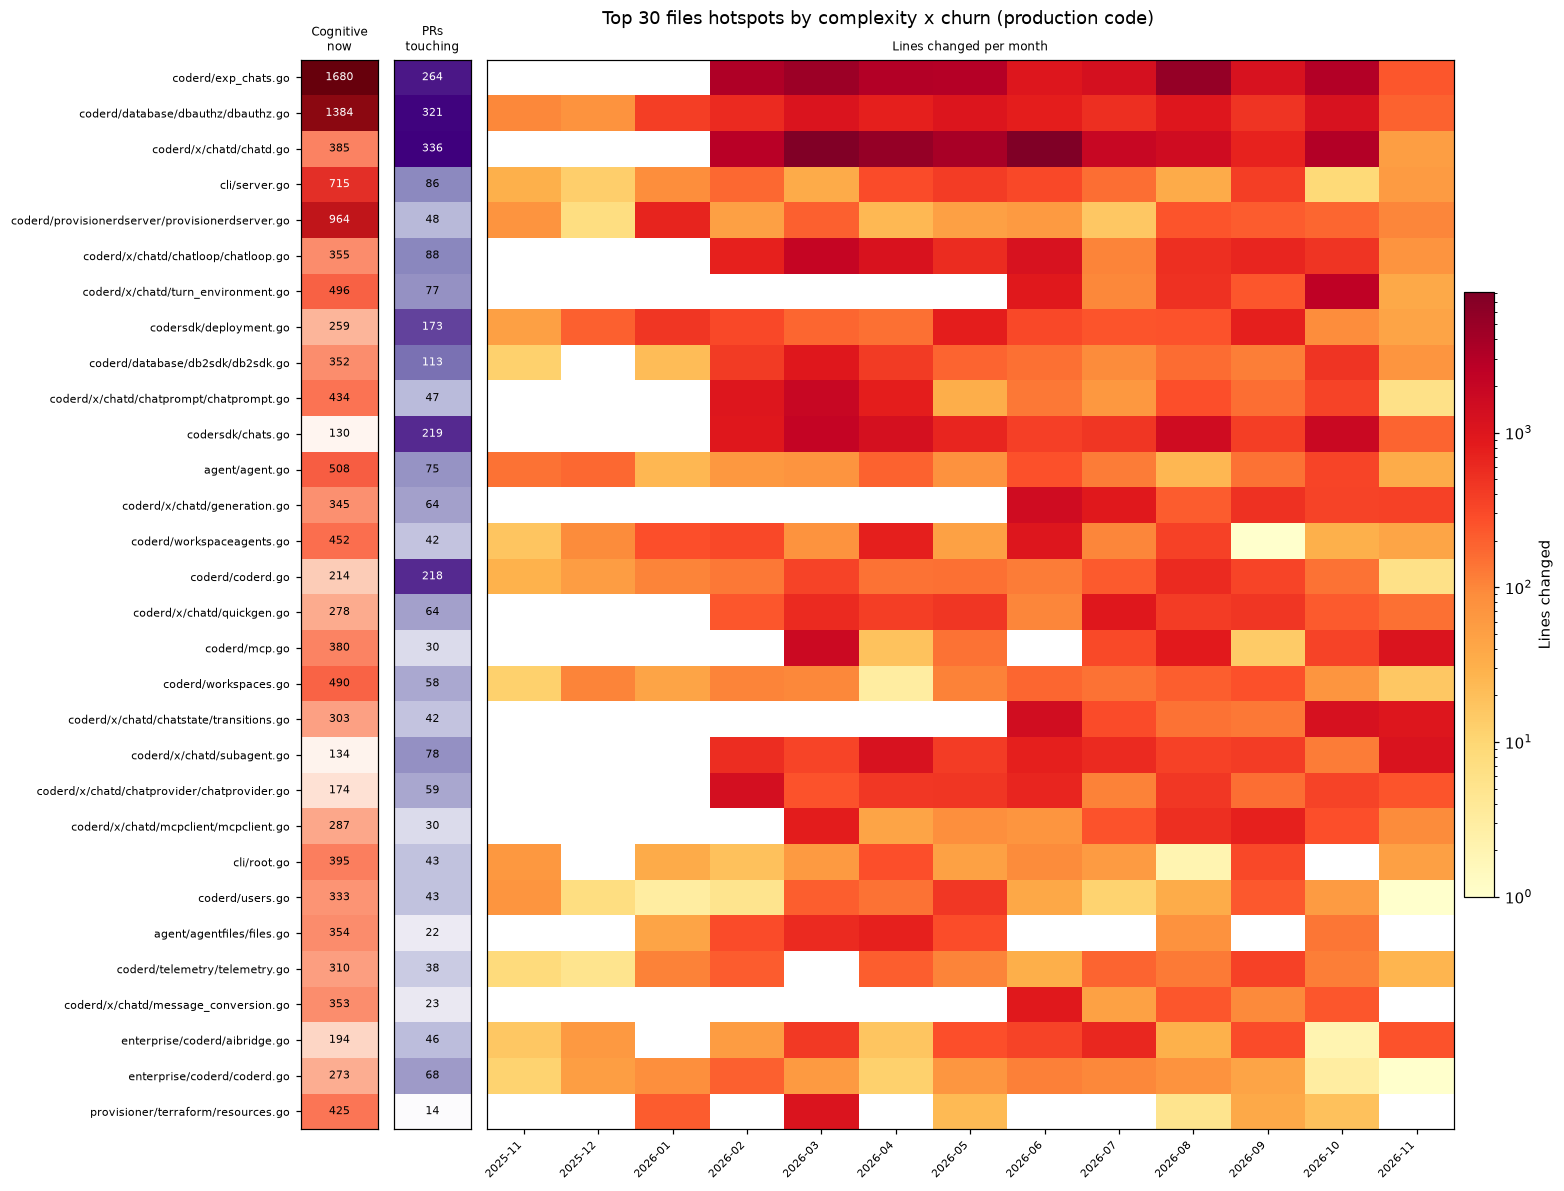 Top 30 files hotspots by complexity x churn (production code)
Cognitive
now
PRs
touching
Lines changed per month
coderd/exp_chats.go 1680 264
coderd/database/dbauthz/dbauthz.go 1384 321
coderd/x/chatd/chatd.go 385 336
cli/server.go 715 86
coderd/provisionerdserver/provisionerdserver.go 964 48
coderd/x/chatd/chatloop/chatloop.go 355 88
coderd/x/chatd/turn_environment.go 496 77
codersdk/deployment.go 259 173
coderd/database/db2sdk/db2sdk.go 352 113
coderd/x/chatd/chatprompt/chatprompt.go 434 47
codersdk/chats.go 130 219
agent/agent.go 508 75
coderd/x/chatd/generation.go 345 64
coderd/workspaceagents.go 452 42
coderd/coderd.go 214 218
coderd/x/chatd/quickgen.go 278 64
coderd/mcp.go 380 30
coderd/workspaces.go 490 58
coderd/x/chatd/chatstate/transitions.go 303 42
coderd/x/chatd/subagent.go 134 78
coderd/x/chatd/chatprovider/chatprovider.go 174 59
coderd/x/chatd/mcpclient/mcpclient.go 287 30
cli/root.go 395 43
coderd/users.go 333 43
agent/agentfiles/files.go 354 22
coderd/telemetry/telemetry.go 310 38
coderd/x/chatd/message_conversion.go 353 23
enterprise/coderd/aibridge.go 194 46
enterprise/coderd/coderd.go 273 68
provisioner/terraform/resources.go 425 14
2025-11 2025-12 2026-01 2026-02 2026-03 2026-04 2026-05 2026-06 2026-07 2026-08 2026-09 2026-10 2026-11
10³
10²
10¹
10⁰
Lines changed